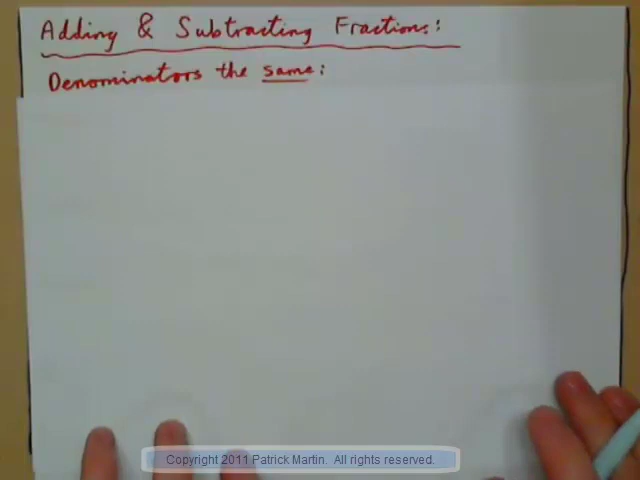 Adding & Subtracting Fractions:
Denominators the same:
Copyright 2011 Patrick Martin. All rights reserved.